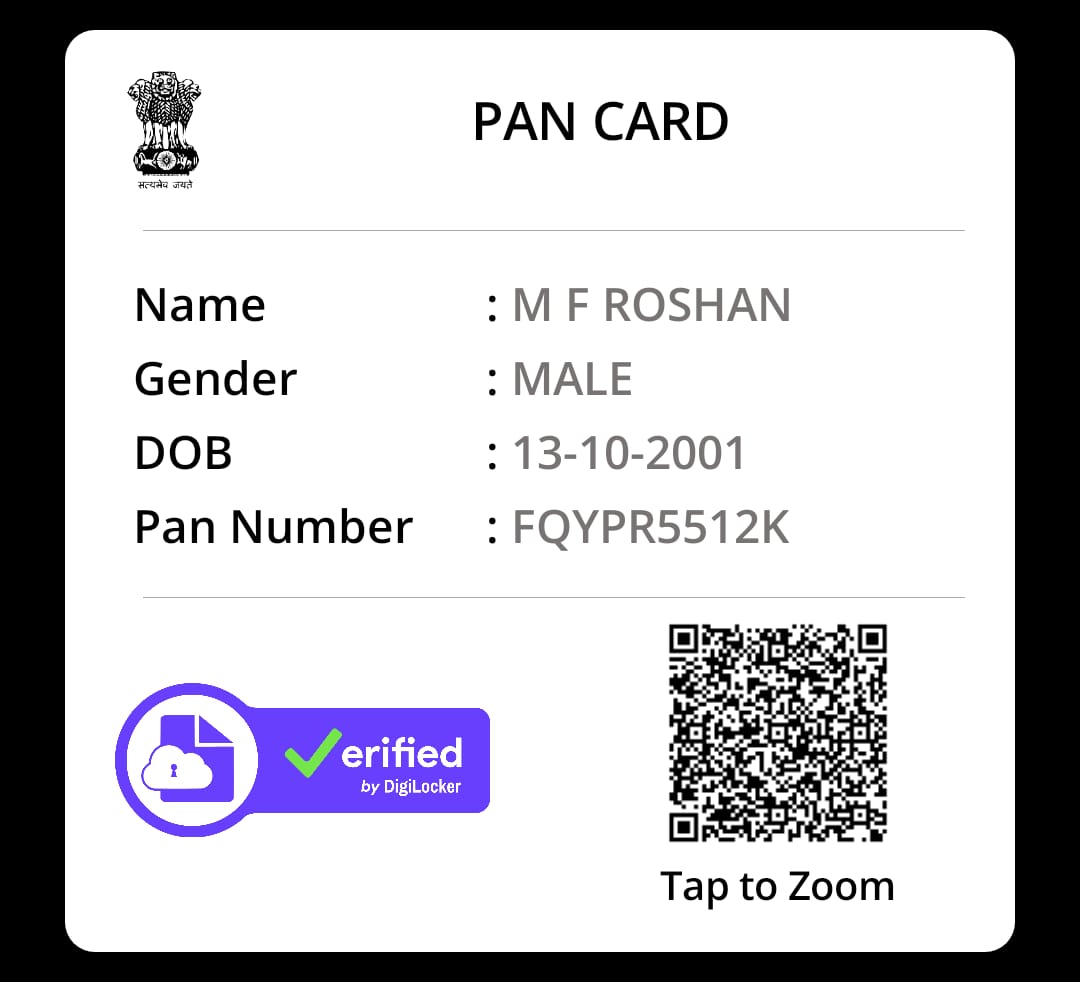 सत्यमेव जयते
PAN CARD
Name : M F ROSHAN
Gender : MALE
DOB : 13-10-2001
Pan Number : FQYPR5512K
Verified
by DigiLocker
Tap to Zoom